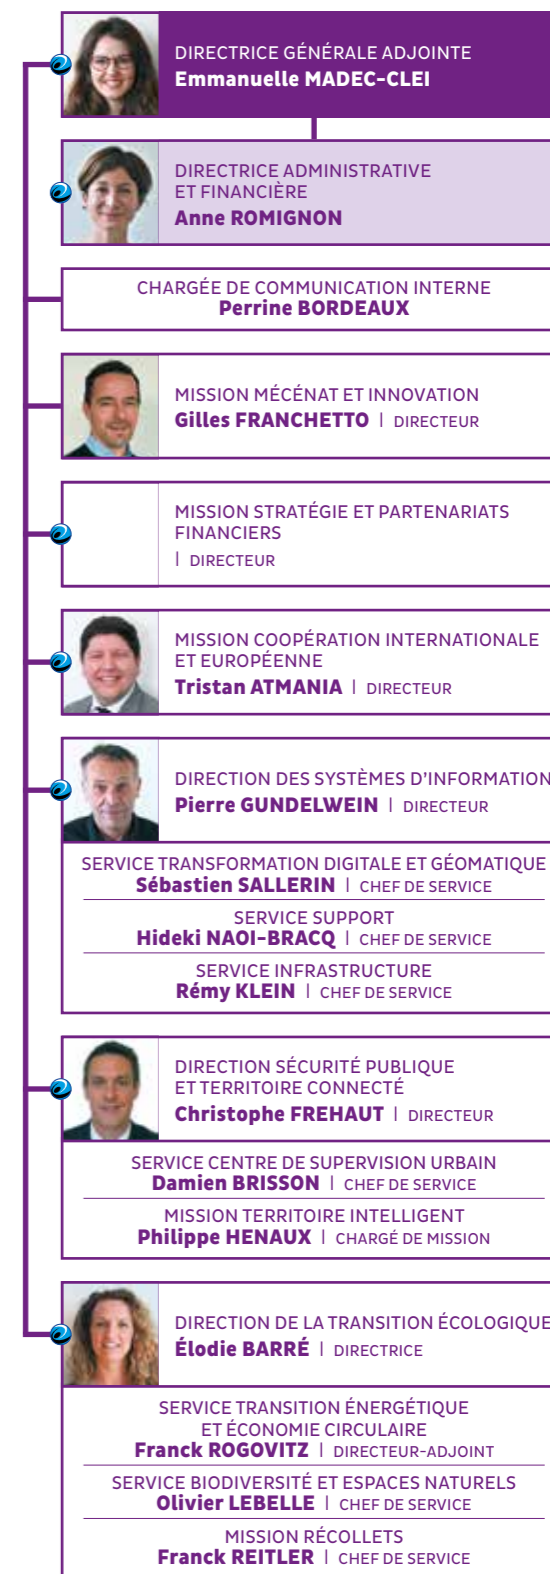 DIRECTRICE GÉNÉRALE ADJOINTE
Emmanuelle MADEC-CLEI
DIRECTRICE ADMINISTRATIVE
ET FINANCIÈRE
Anne ROMIGNON
CHARGÉE DE COMMUNICATION INTERNE
Perrine BORDEAUX
MISSION MÉCÉNAT ET INNOVATION
Gilles FRANCHETTO | DIRECTEUR
MISSION STRATÉGIE ET PARTENARIATS
FINANCIERS
| DIRECTEUR
MISSION COOPÉRATION INTERNATIONALE
ET EUROPÉENNE
Tristan ATMANIA | DIRECTEUR
DIRECTION DES SYSTÈMES D'INFORMATION
Pierre GUNDELWEIN | DIRECTEUR
SERVICE TRANSFORMATION DIGITALE ET GÉOMATIQUE
Sébastien SALLERIN | CHEF DE SERVICE
SERVICE SUPPORT
Hideki NAOI-BRACQ | CHEF DE SERVICE
SERVICE INFRASTRUCTURE
Rémy KLEIN | CHEF DE SERVICE
DIRECTION SÉCURITÉ PUBLIQUE
ET TERRITOIRE CONNECTÉ
Christophe FREHAUT | DIRECTEUR
SERVICE CENTRE DE SUPERVISION URBAIN
Damien BRISSON | CHEF DE SERVICE
MISSION TERRITOIRE INTELLIGENT
Philippe HENAUX | CHARGÉ DE MISSION
DIRECTION DE LA TRANSITION ÉCOLOGIQUE
Élodie BARRÉ | DIRECTRICE
SERVICE TRANSITION ÉNERGÉTIQUE
ET ÉCONOMIE CIRCULAIRE
Franck ROGOVITZ | DIRECTEUR-ADJOINT
SERVICE BIODIVERSITÉ ET ESPACES NATURELS
Olivier LEBELLE | CHEF DE SERVICE
MISSION RÉCOLLETS
Franck REITLER | CHEF DE SERVICE